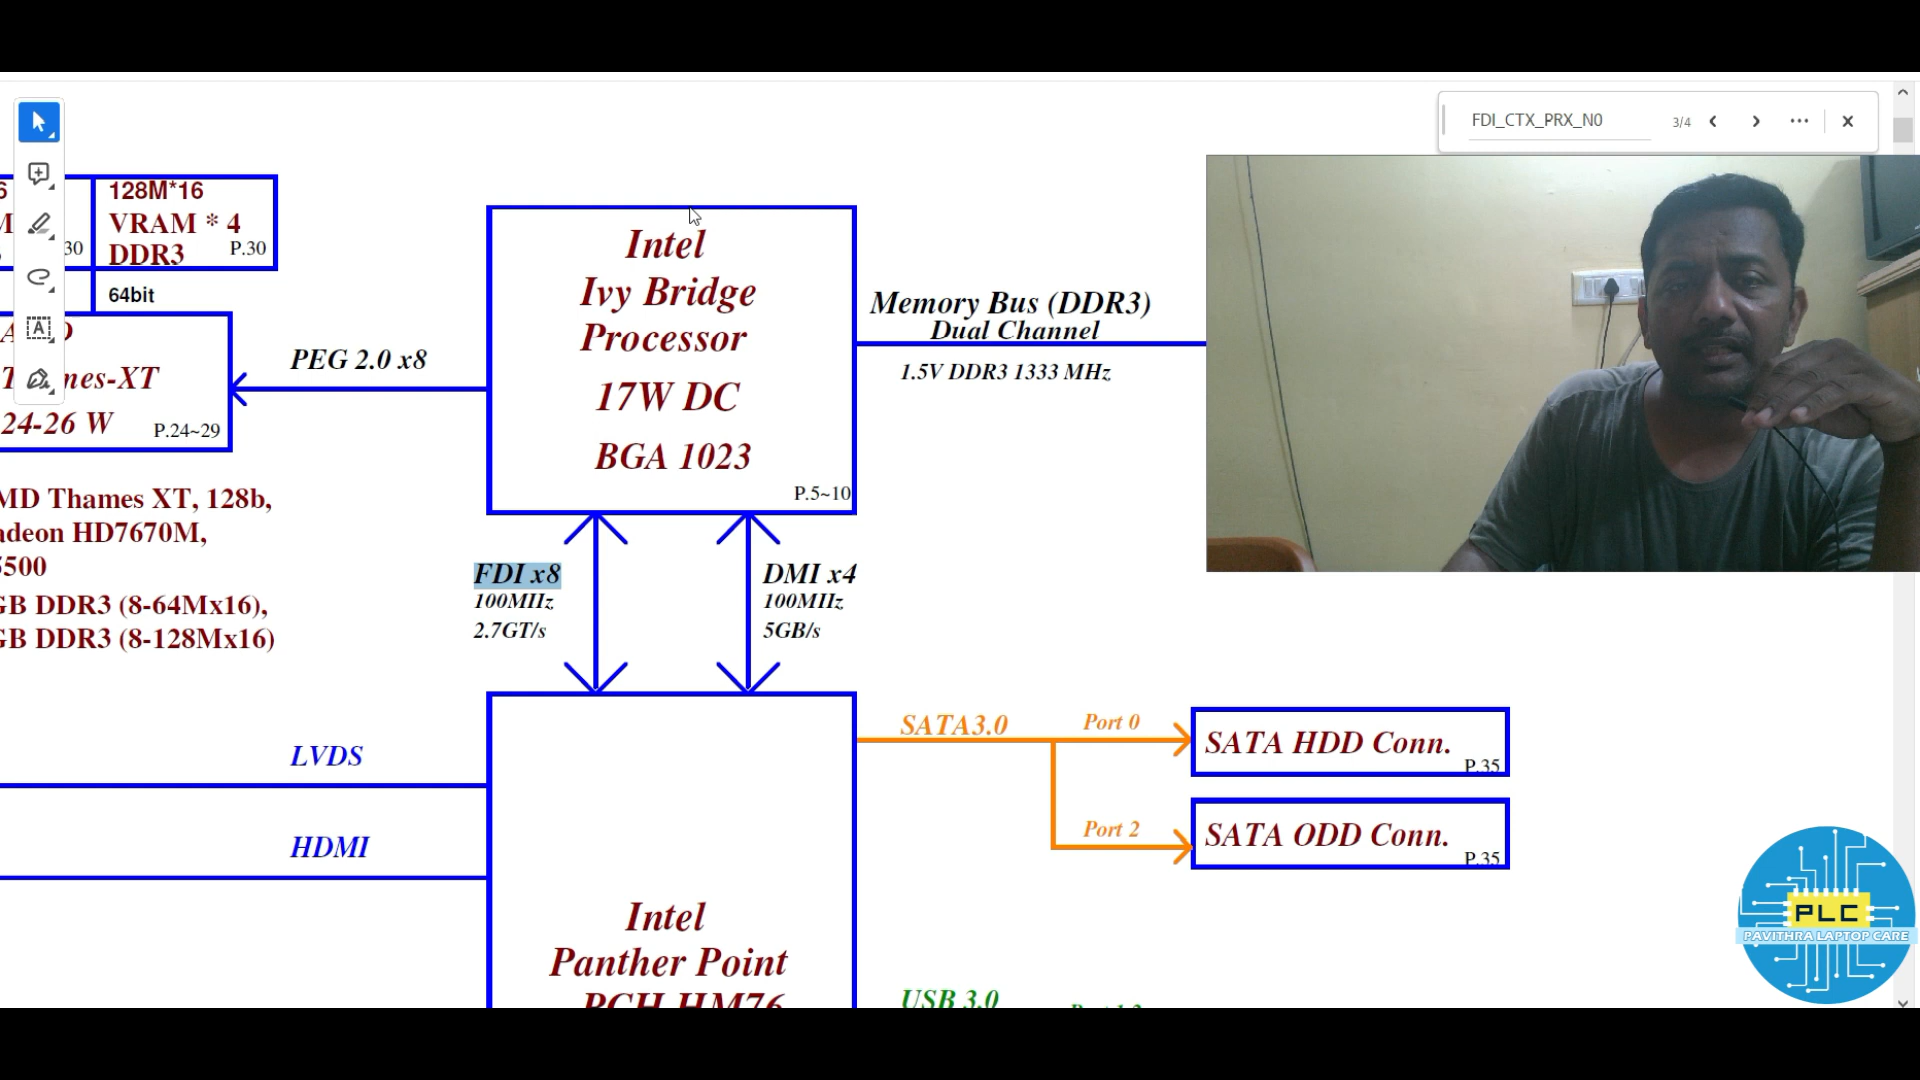 FDI_CTX_PRX_N0
3/4
128M*16
VRAM * 4
DDR3
P.30
30
64bit
mes-XT
24-26 W
P.24~29
PEG 2.0 x8
Intel
Ivy Bridge
Processor
17W DC
BGA 1023
P.5~10
Memory Bus (DDR3)
Dual Channel
1.5V DDR3 1333 MHz
MD Thames XT, 128b,
adeon HD7670M,
500
GB DDR3 (8-64Mx16),
GB DDR3 (8-128Mx16)
FDI x8
100MHz
2.7GT/s
DMI x4
100MHz
5GB/s
LVDS
HDMI
SATA3.0
Port 0
SATA HDD Conn.
P.35
Port 2
SATA ODD Conn.
P.35
Intel
Panther Point
PCH HM76
USB 3.0
PLC
PAVITHRA LAPTOP CARE